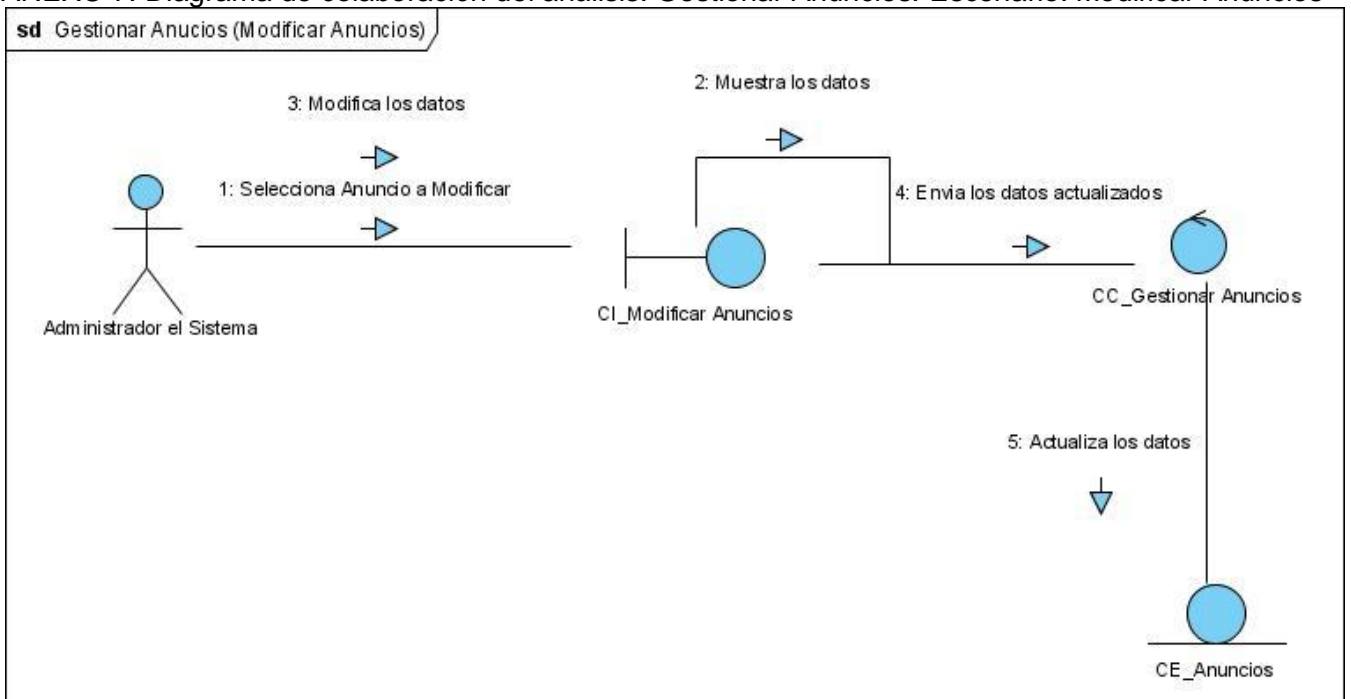 sd Gestionar Anucios (Modificar Anuncios)
2: Muestra los datos
3: Modifica los datos
1: Selecciona Anuncio a Modificar
4: Envia los datos actualizados
CC_Gestionar Anuncios
CI_Modificar Anuncios
Administrador el Sistema
5: Actualiza los datos
CE_Anuncios